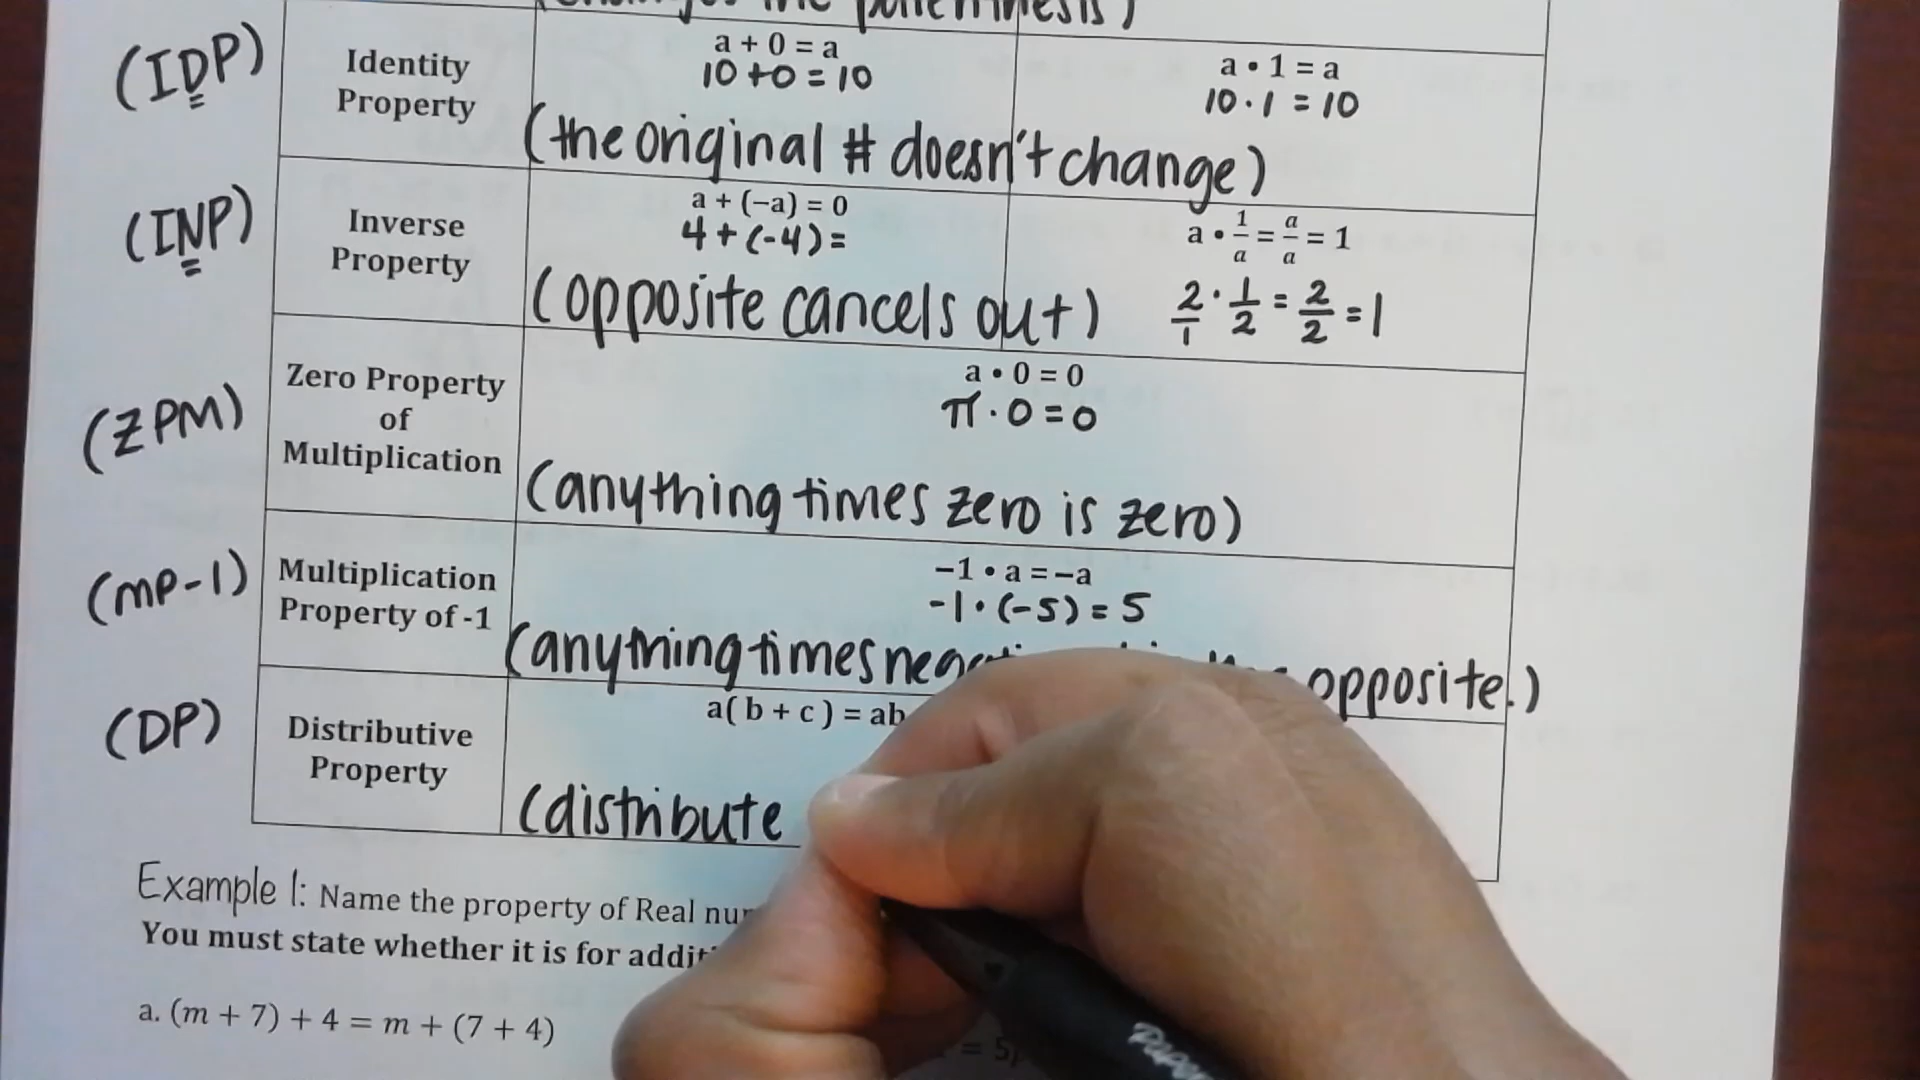 parenthesis)
(IDP)
Identity
Property
a + 0 = a
10 + 0 = 10
a • 1 = a
10 · 1 = 10
(the original # doesn't change)
(INP)
Inverse
Property
a + (−a) = 0
4 + (-4) =
a • 1/a = a/a = 1
(opposite cancels out)
2/1 · 1/2 = 2/2 = 1
(ZPM)
Zero Property
of
Multiplication
a • 0 = 0
π · 0 = 0
(anything times zero is zero)
(mp-1)
Multiplication
Property of -1
−1 • a = −a
-1 · (-5) = 5
(anything times opposite.)
(DP)
Distributive
Property
a( b + c ) = ab
(distribute
Example 1: Name the property of Real
You must state whether it is for
a. (m + 7) + 4 = m + (7 + 4)
= 5